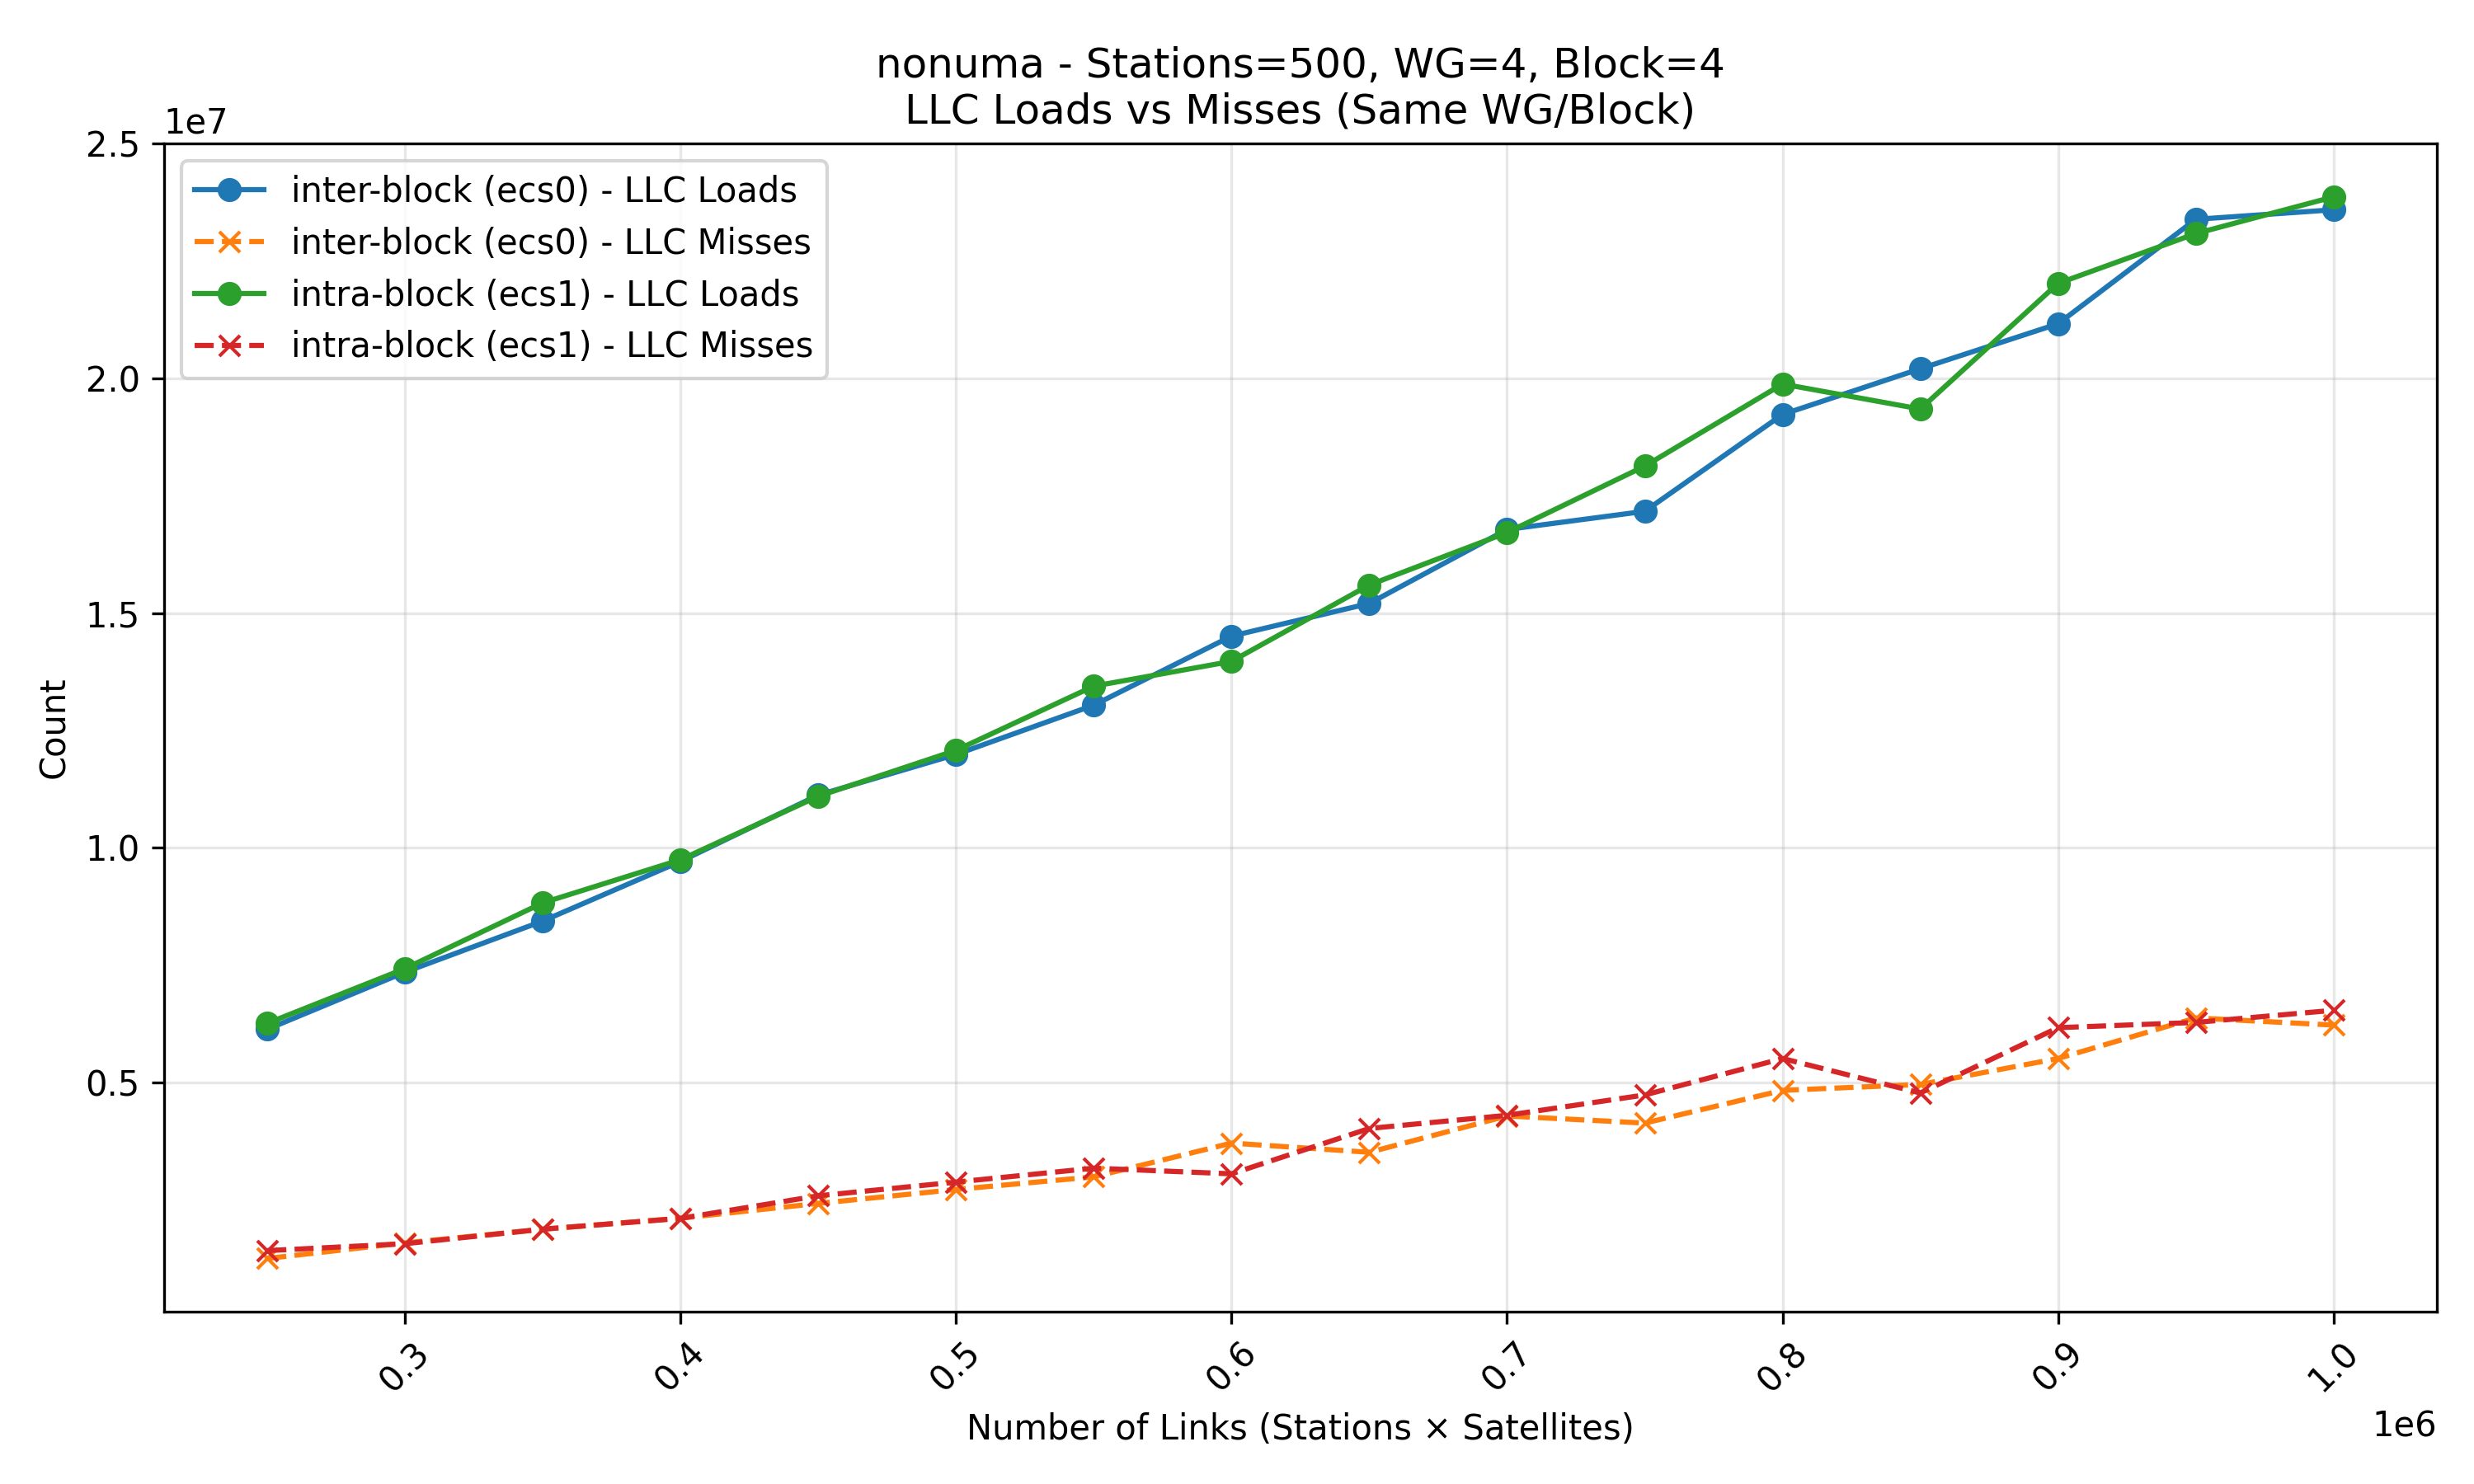 nonuma - Stations=500, WG=4, Block=4
LLC Loads vs Misses (Same WG/Block)
1e7
2.5
2.0
1.5
1.0
0.5
Count
inter-block (ecs0) - LLC Loads
inter-block (ecs0) - LLC Misses
intra-block (ecs1) - LLC Loads
intra-block (ecs1) - LLC Misses
0.3
0.4
0.5
0.6
0.7
0.8
0.9
1.0
Number of Links (Stations × Satellites)
1e6